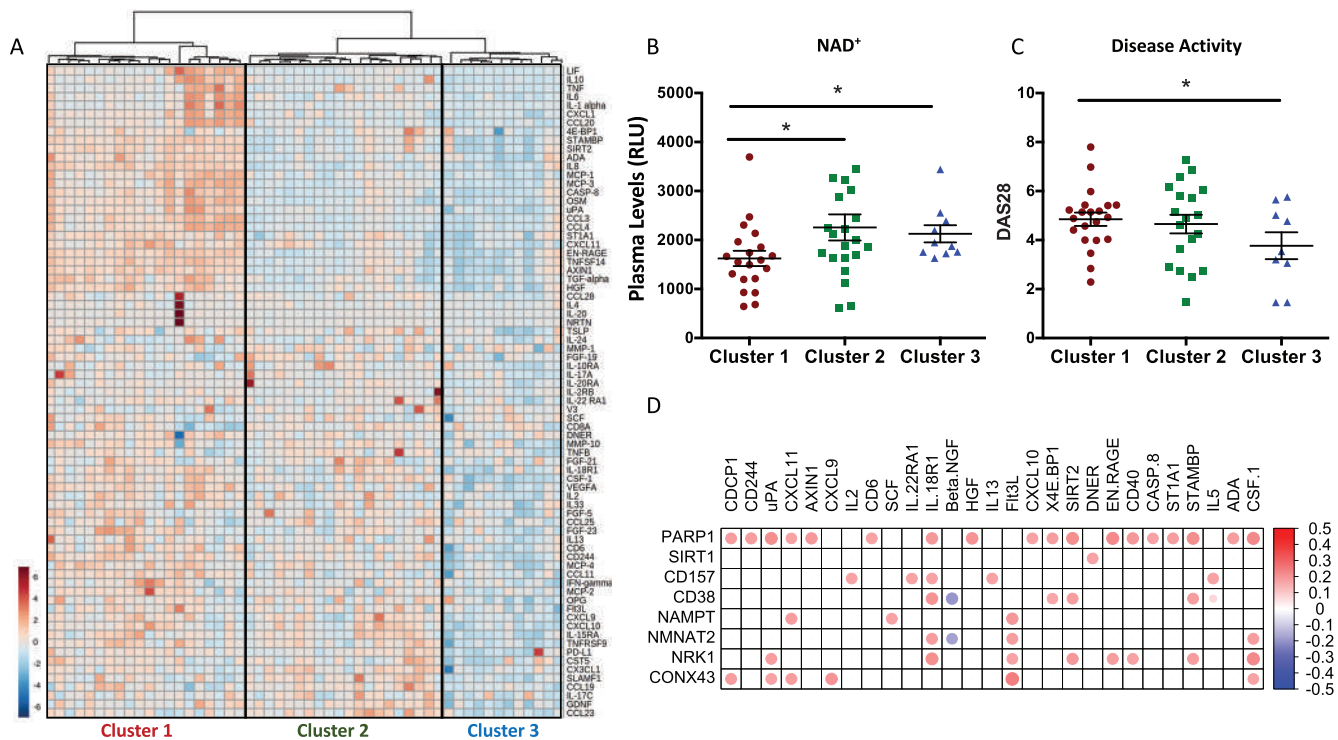 A
LIF
IL10
TNF
IL6
IL-1 alpha
CXCL1
CCL20
4E-BP1
STAMBP
SIRT2
ADA
IL8
MCP-1
MCP-3
CASP-8
OSM
uPA
CCL3
CCL4
ST1A1
CXCL11
EN-RAGE
TNFSF14
AXIN1
TGF-alpha
HGF
CCL28
IL4
IL-20
NRTN
TSLP
IL-24
MMP-1
FGF-19
IL-10RA
IL-17A
IL-20RA
IL-2RB
IL-22 RA1
V3
SCF
CD8A
DNER
MMP-10
TNFB
FGF-21
IL-18R1
CSF-1
VEGFA
IL2
IL33
FGF-5
CCL25
FGF-23
IL13
CD6
CD244
MCP-4
CCL11
IFN-gamma
MCP-2
OPG
Flt3L
CXCL9
CXCL10
IL-15RA
TNFRSF9
PD-L1
CST5
CX3CL1
SLAMF1
CCL19
IL-17C
GDNF
CCL23
6
4
2
0
-2
-4
-6
Cluster 1 Cluster 2 Cluster 3
B
NAD+
Plasma Levels (RLU)
5000
4000
3000
2000
1000
0
*
*
Cluster 1 Cluster 2 Cluster 3
C
Disease Activity
DAS28
10
8
6
4
2
0
*
Cluster 1 Cluster 2 Cluster 3
D
CDCP1
CD244
uPA
CXCL11
AXIN1
CXCL9
IL2
CD6
SCF
IL.22RA1
IL.18R1
Beta.NGF
HGF
IL13
Flt3L
CXCL10
X4E.EBP1
SIRT2
DNER
EN.RAGE
CD40
CASP.8
ST1A1
STAMBP
IL5
ADA
CSF.1
PARP1
SIRT1
CD157
CD38
NAMPT
NMNAT2
NRK1
CONX43
0.5
0.4
0.3
0.2
0.1
0
-0.1
-0.2
-0.3
-0.4
-0.5